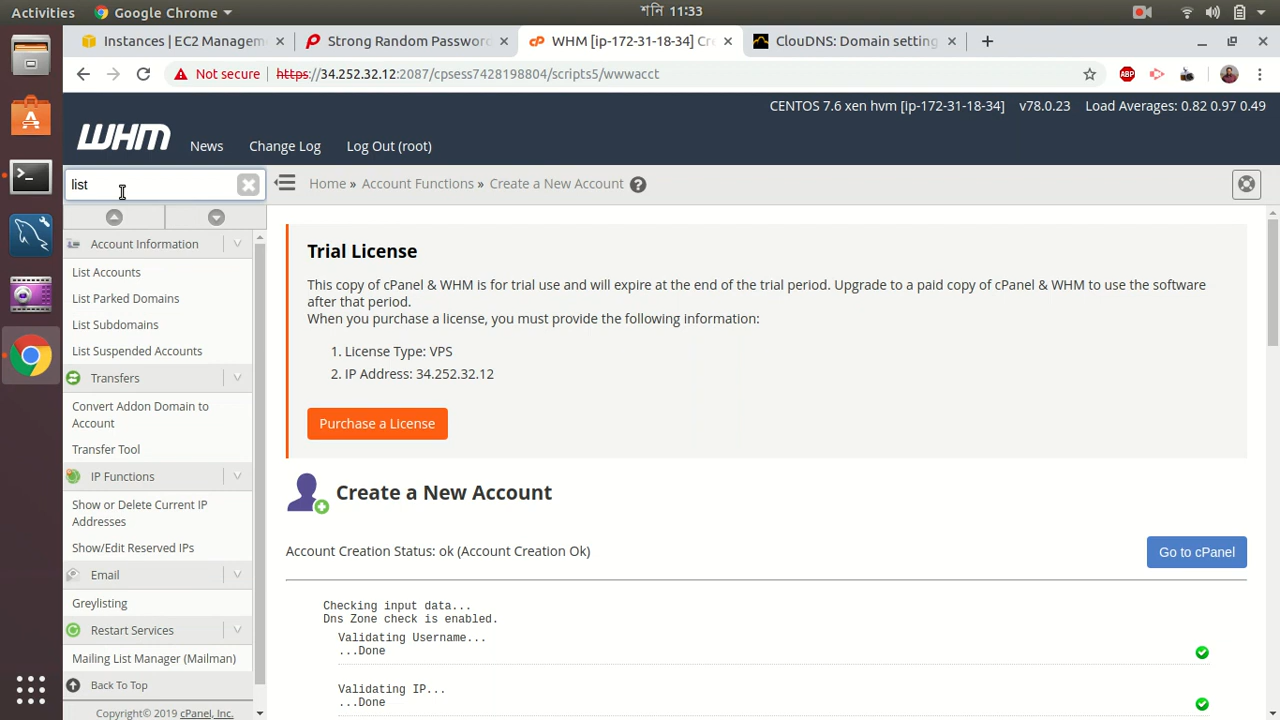 Activities
Google Chrome
শনি 11:33
Instances | EC2 Managem
Strong Random Passwor
WHM [ip-172-31-18-34] Cr
ClouDNS: Domain setting
Not secure
https://34.252.32.12:2087/cpsess7428198804/scripts5/wwwacct
ABP
CENTOS 7.6 xen hvm [ip-172-31-18-34] v78.0.23 Load Averages: 0.82 0.97 0.49
WHM
News
Change Log
Log Out (root)
list
Home » Account Functions » Create a New Account
Account Information
List Accounts
List Parked Domains
List Subdomains
List Suspended Accounts
Transfers
Convert Addon Domain to
Account
Transfer Tool
IP Functions
Show or Delete Current IP
Addresses
Show/Edit Reserved IPs
Email
Greylisting
Restart Services
Mailing List Manager (Mailman)
Back To Top
Copyright© 2019 cPanel, Inc.
Trial License
This copy of cPanel & WHM is for trial use and will expire at the end of the trial period. Upgrade to a paid copy of cPanel & WHM to use the software
after that period.
When you purchase a license, you must provide the following information:
1. License Type: VPS
2. IP Address: 34.252.32.12
Purchase a License
Create a New Account
Account Creation Status: ok (Account Creation Ok)
Go to cPanel
Checking input data...
Dns Zone check is enabled.
Validating Username...
...Done
Validating IP...
...Done